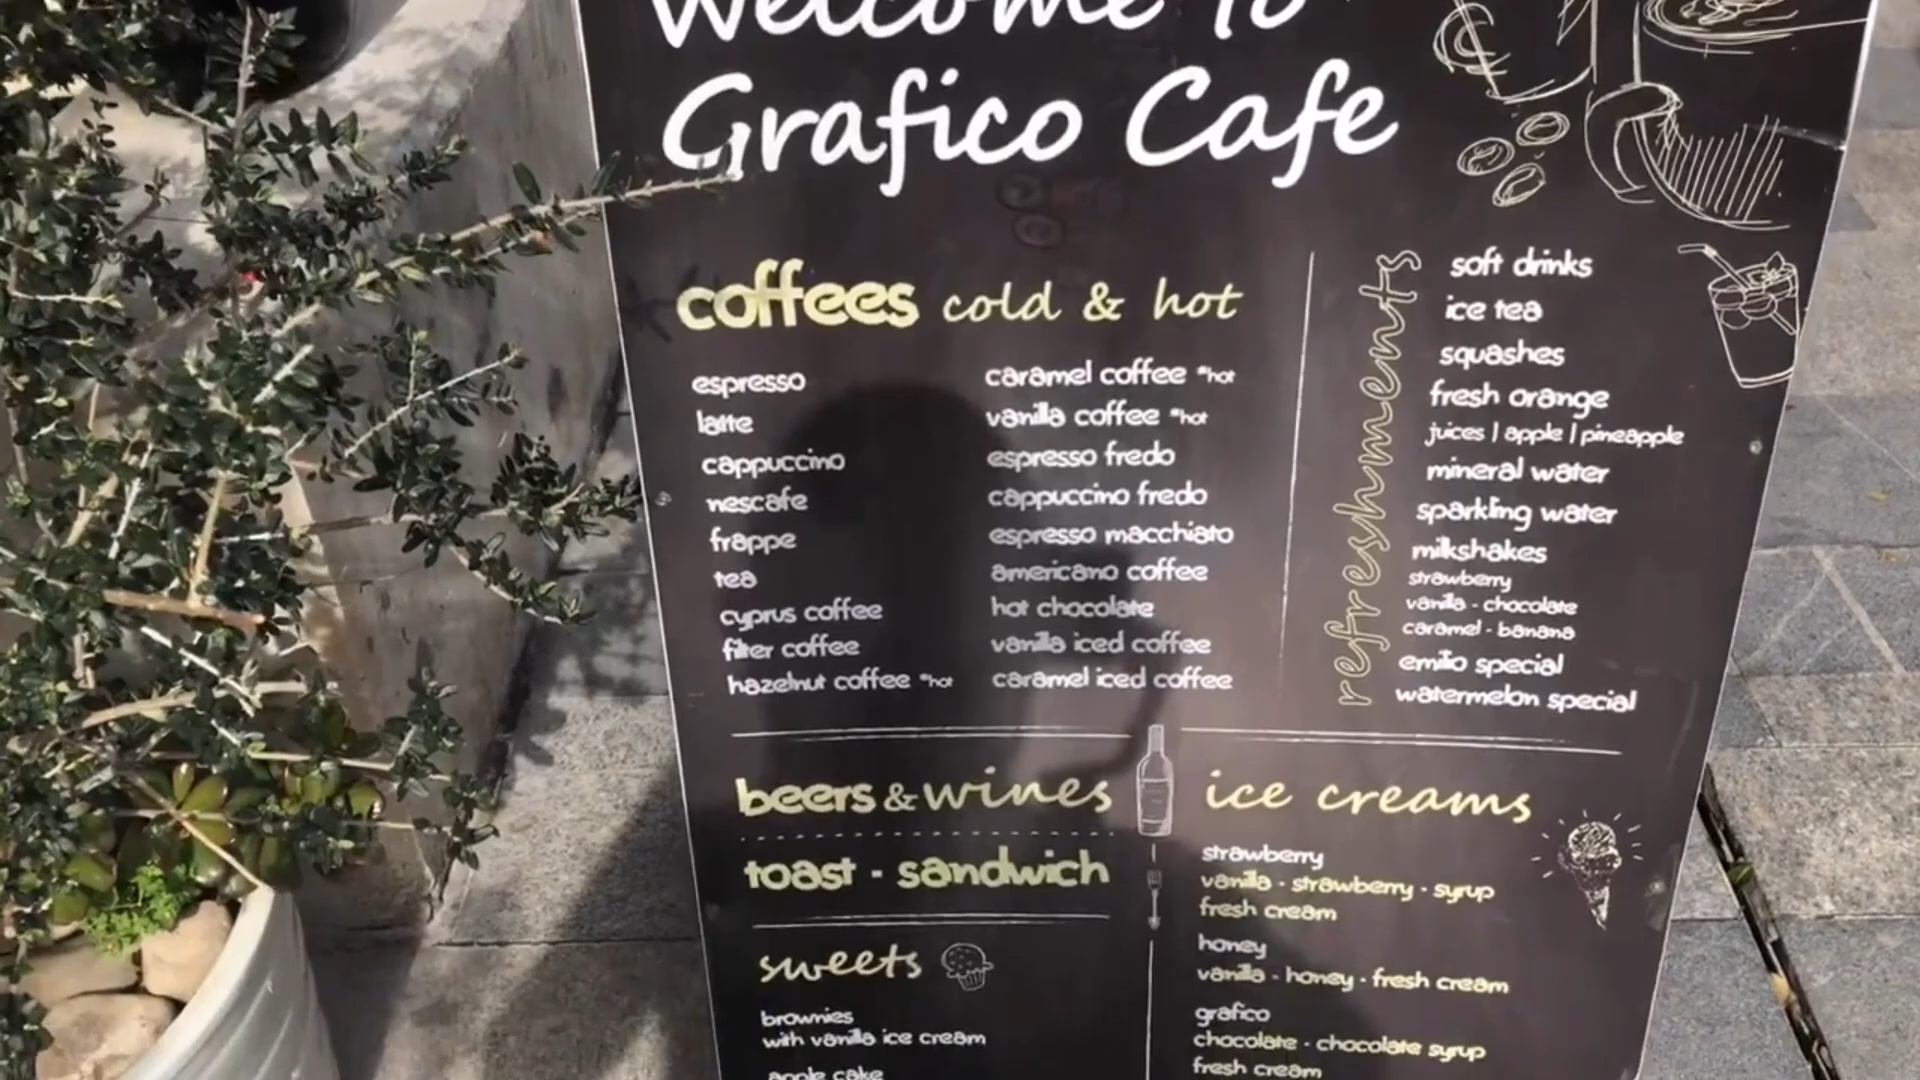 Welcome To
Grafico Cafe
coffees cold & hot
espresso
latte
cappuccino
nescafe
frappe
tea
cyprus coffee
filter coffee
hazelnut coffee *hot
caramel coffee *hot
vanilla coffee *hot
espresso fredo
cappuccino fredo
espresso macchiato
americano coffee
hot chocolate
vanilla iced coffee
caramel iced coffee
refreshments
soft drinks
ice tea
squashes
fresh orange
juices | apple | pineapple
mineral water
sparkling water
milkshakes
strawberry
vanilla - chocolate
caramel - banana
emilio special
watermelon special
beers & wines
toast - sandwich
sweets
brownies
with vanilla ice cream
apple cake
ice creams
strawberry
vanilla - strawberry - syrup
fresh cream
honey
vanilla - honey - fresh cream
grafico
chocolate - chocolate syrup
fresh cream